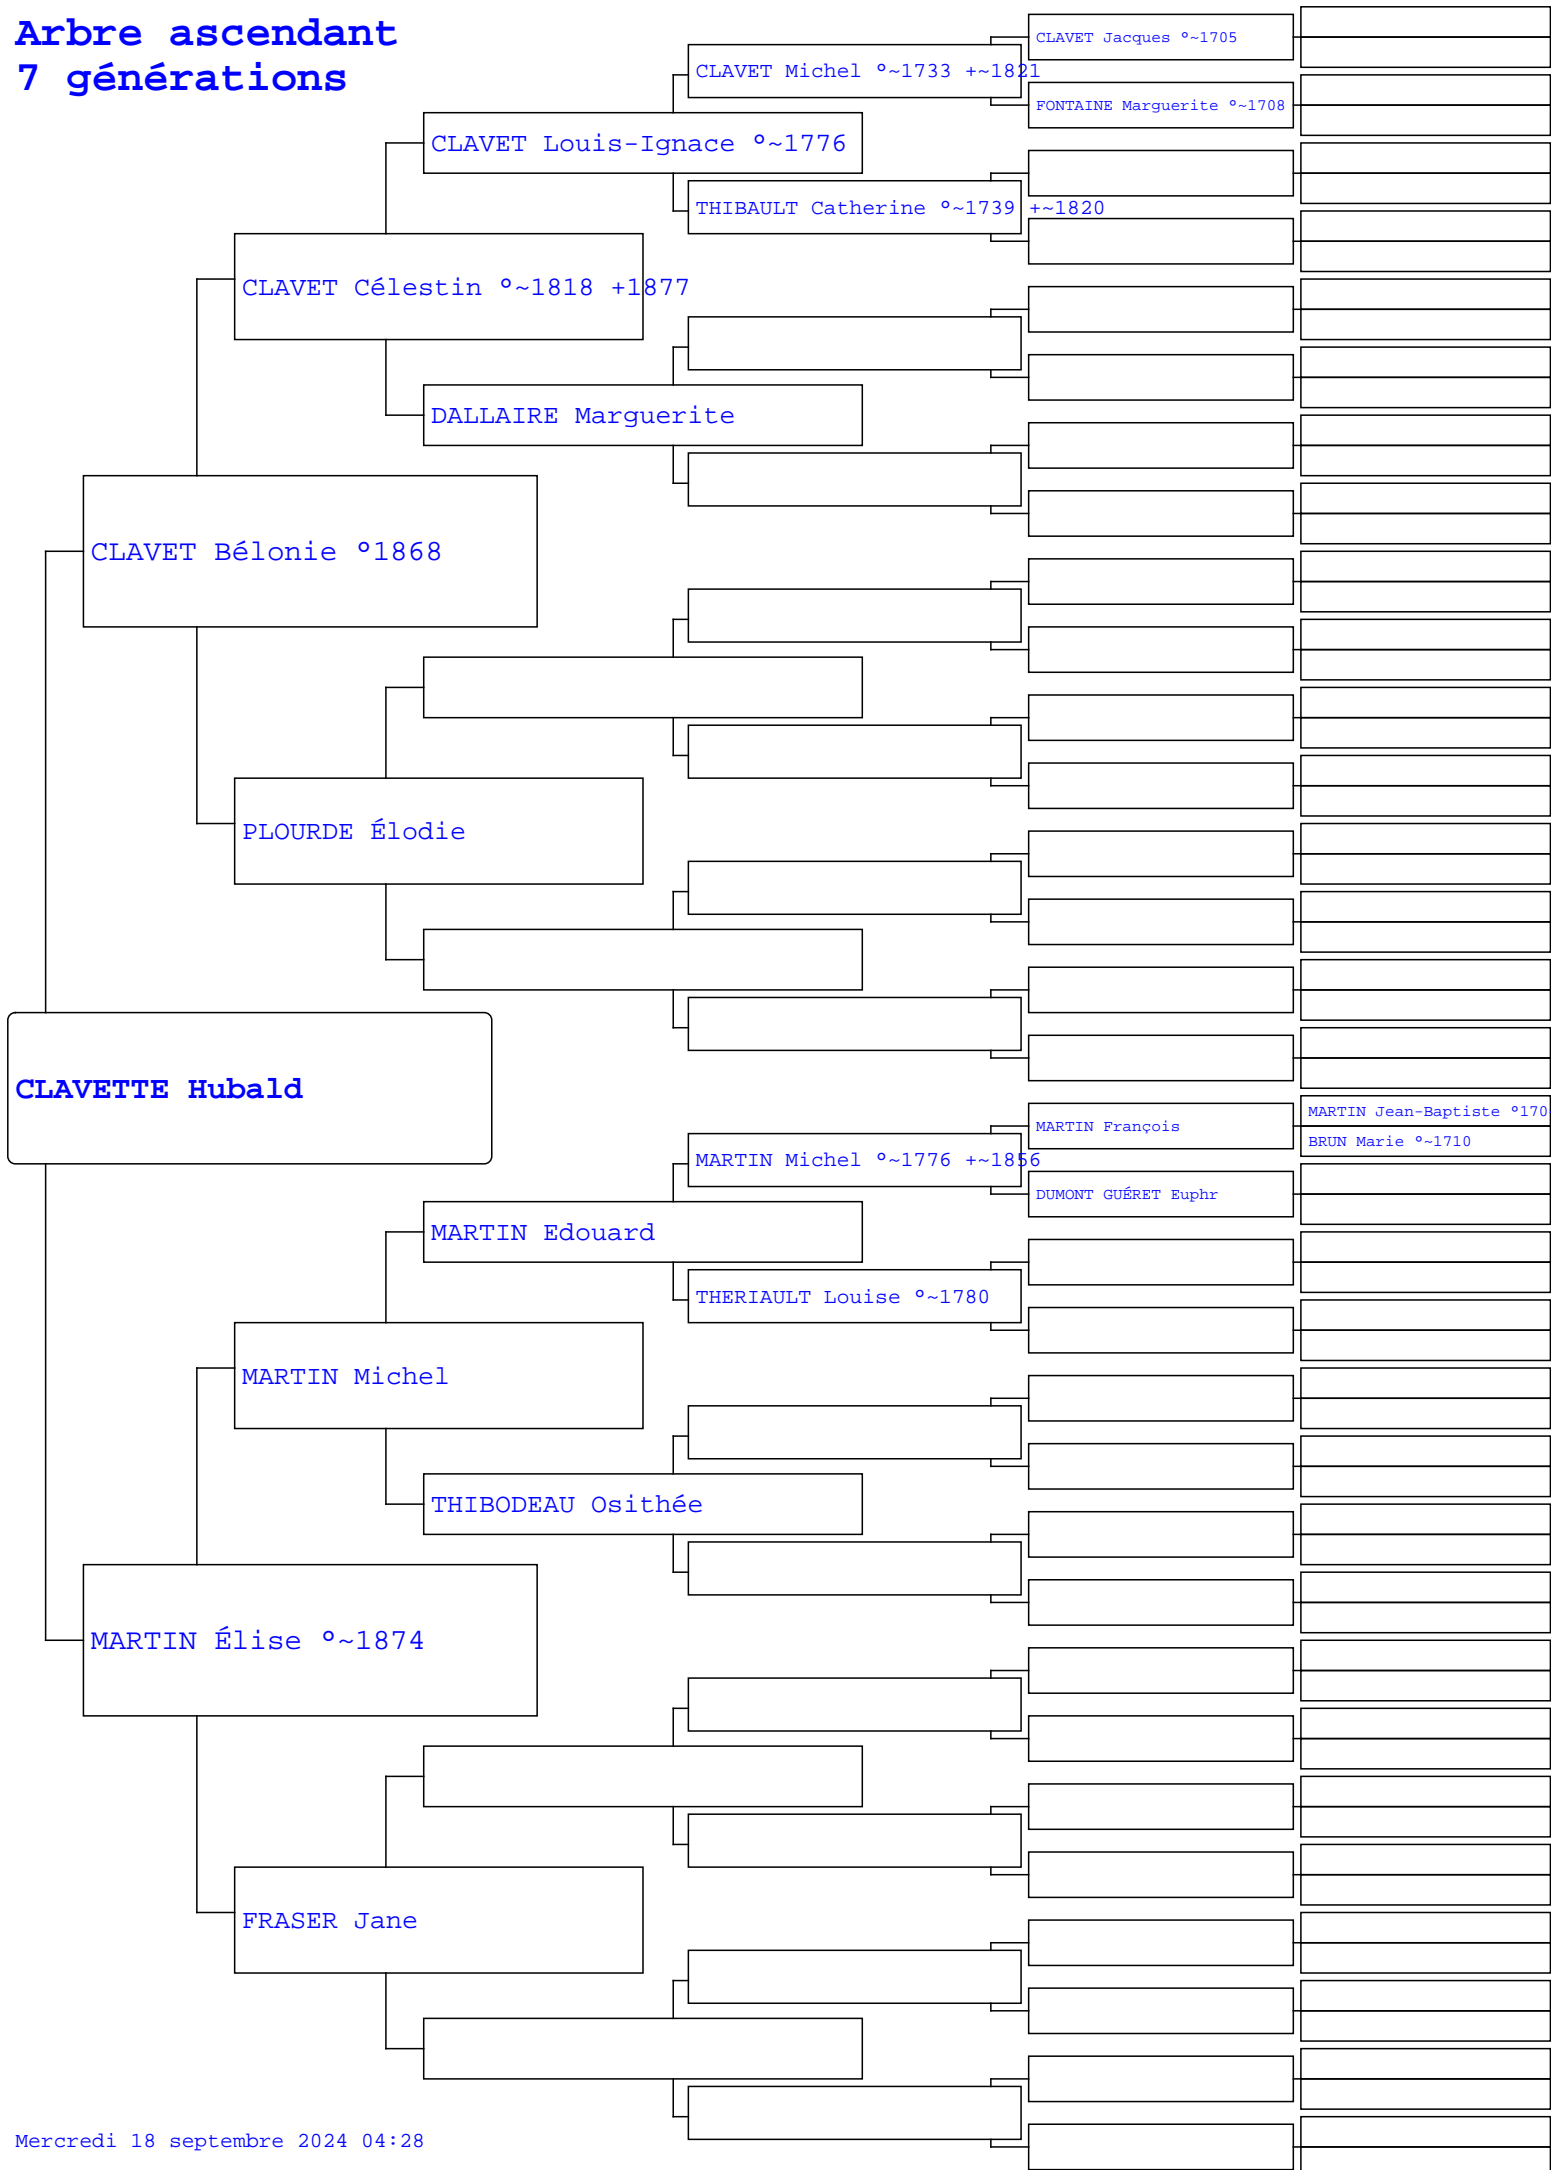 Arbre ascendant
7 générations
CLAVET Jacques °~1705
CLAVET Michel °~1733 +~1821
FONTAINE Marguerite °~1708
CLAVET Louis-Ignace °~1776
THIBAULT Catherine °~1739 +~1820
CLAVET Célestin °~1818 +1877
DALLAIRE Marguerite
CLAVET Bélonie °1868
PLOURDE Élodie
CLAVETTE Hubald
MARTIN Jean-Baptiste °170
MARTIN François
BRUN Marie °~1710
MARTIN Michel °~1776 +~1856
DUMONT GUÉRET Euphr
MARTIN Edouard
THERIAULT Louise °~1780
MARTIN Michel
THIBODEAU Osithée
MARTIN Élise °~1874
FRASER Jane
Mercredi 18 septembre 2024 04:28